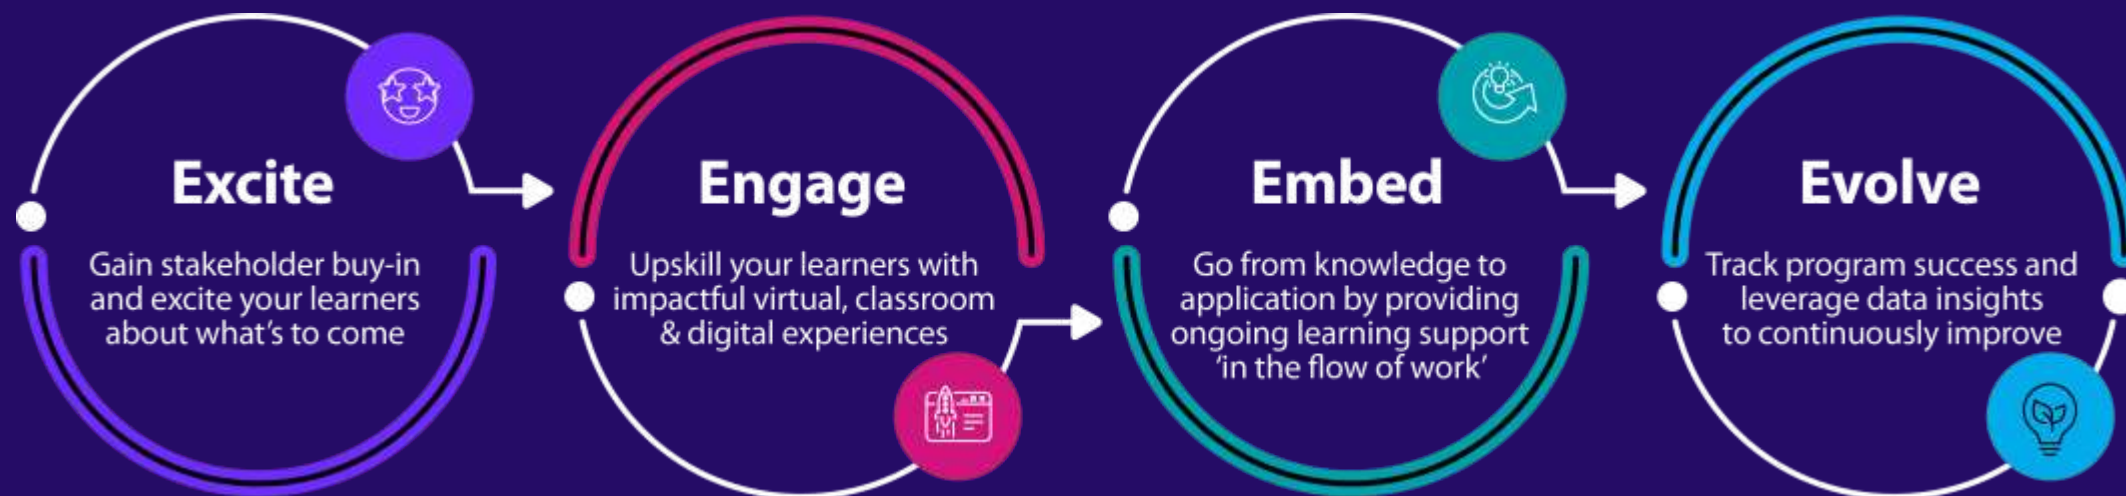 Excite
Gain stakeholder buy-in
and excite your learners
about what’s to come
Engage
Upskill your learners with
impactful virtual, classroom
& digital experiences
Embed
Go from knowledge to
application by providing
ongoing learning support
‘in the flow of work’
Evolve
Track program success and
leverage data insights
to continuously improve